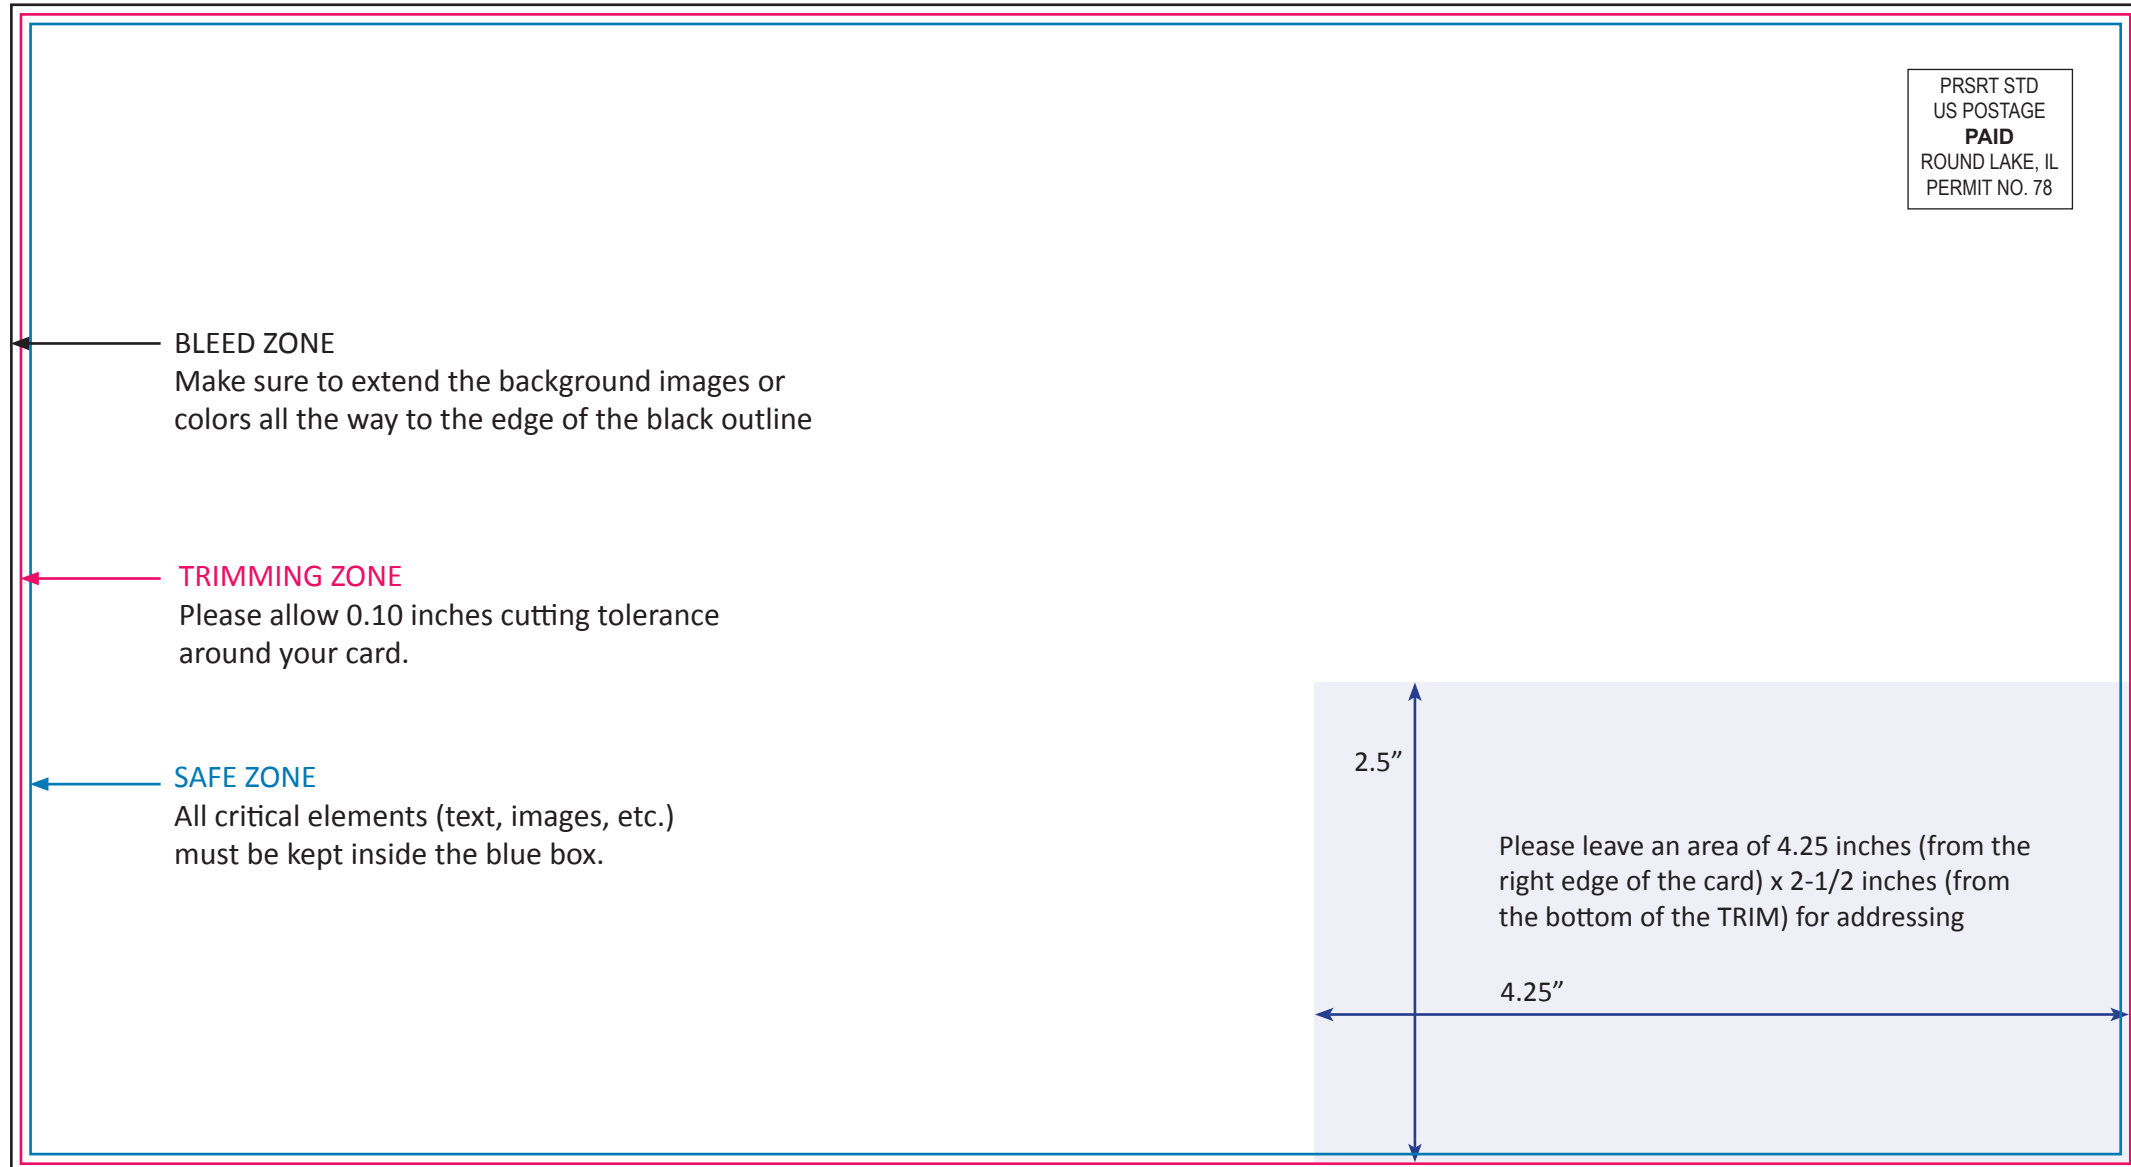 PRSRT STD
US POSTAGE
PAID
ROUND LAKE, IL
PERMIT NO. 78
BLEED ZONE
Make sure to extend the background images or
colors all the way to the edge of the black outline
TRIMMING ZONE
Please allow 0.10 inches cutting tolerance
around your card.
SAFE ZONE
All critical elements (text, images, etc.)
must be kept inside the blue box.
2.5”
Please leave an area of 4.25 inches (from the
right edge of the card) x 2-1/2 inches (from
the bottom of the TRIM) for addressing
4.25”